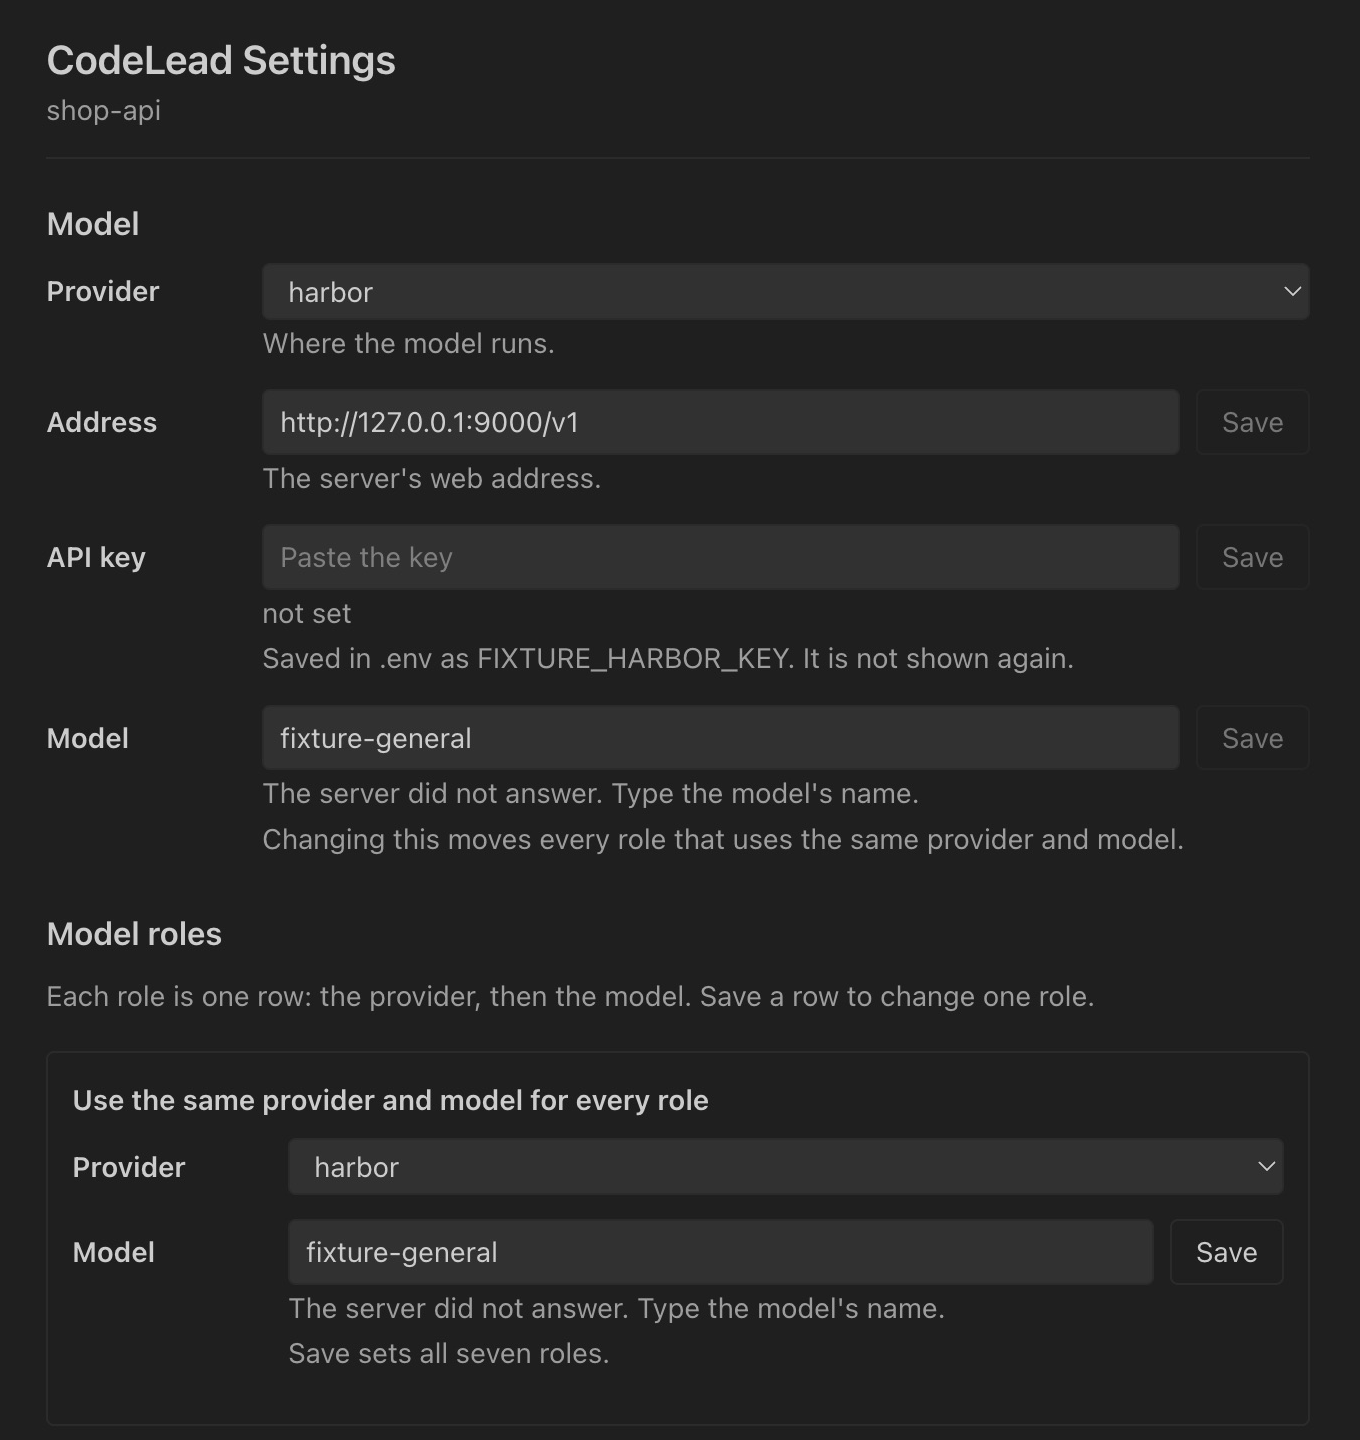 CodeLead Settings
shop-api
Model
Provider
harbor
Where the model runs.
Address
http://127.0.0.1:9000/v1
Save
The server's web address.
API key
Paste the key
Save
not set
Saved in .env as FIXTURE_HARBOR_KEY. It is not shown again.
Model
fixture-general
Save
The server did not answer. Type the model's name.
Changing this moves every role that uses the same provider and model.
Model roles
Each role is one row: the provider, then the model. Save a row to change one role.
Use the same provider and model for every role
Provider
harbor
Model
fixture-general
Save
The server did not answer. Type the model's name.
Save sets all seven roles.